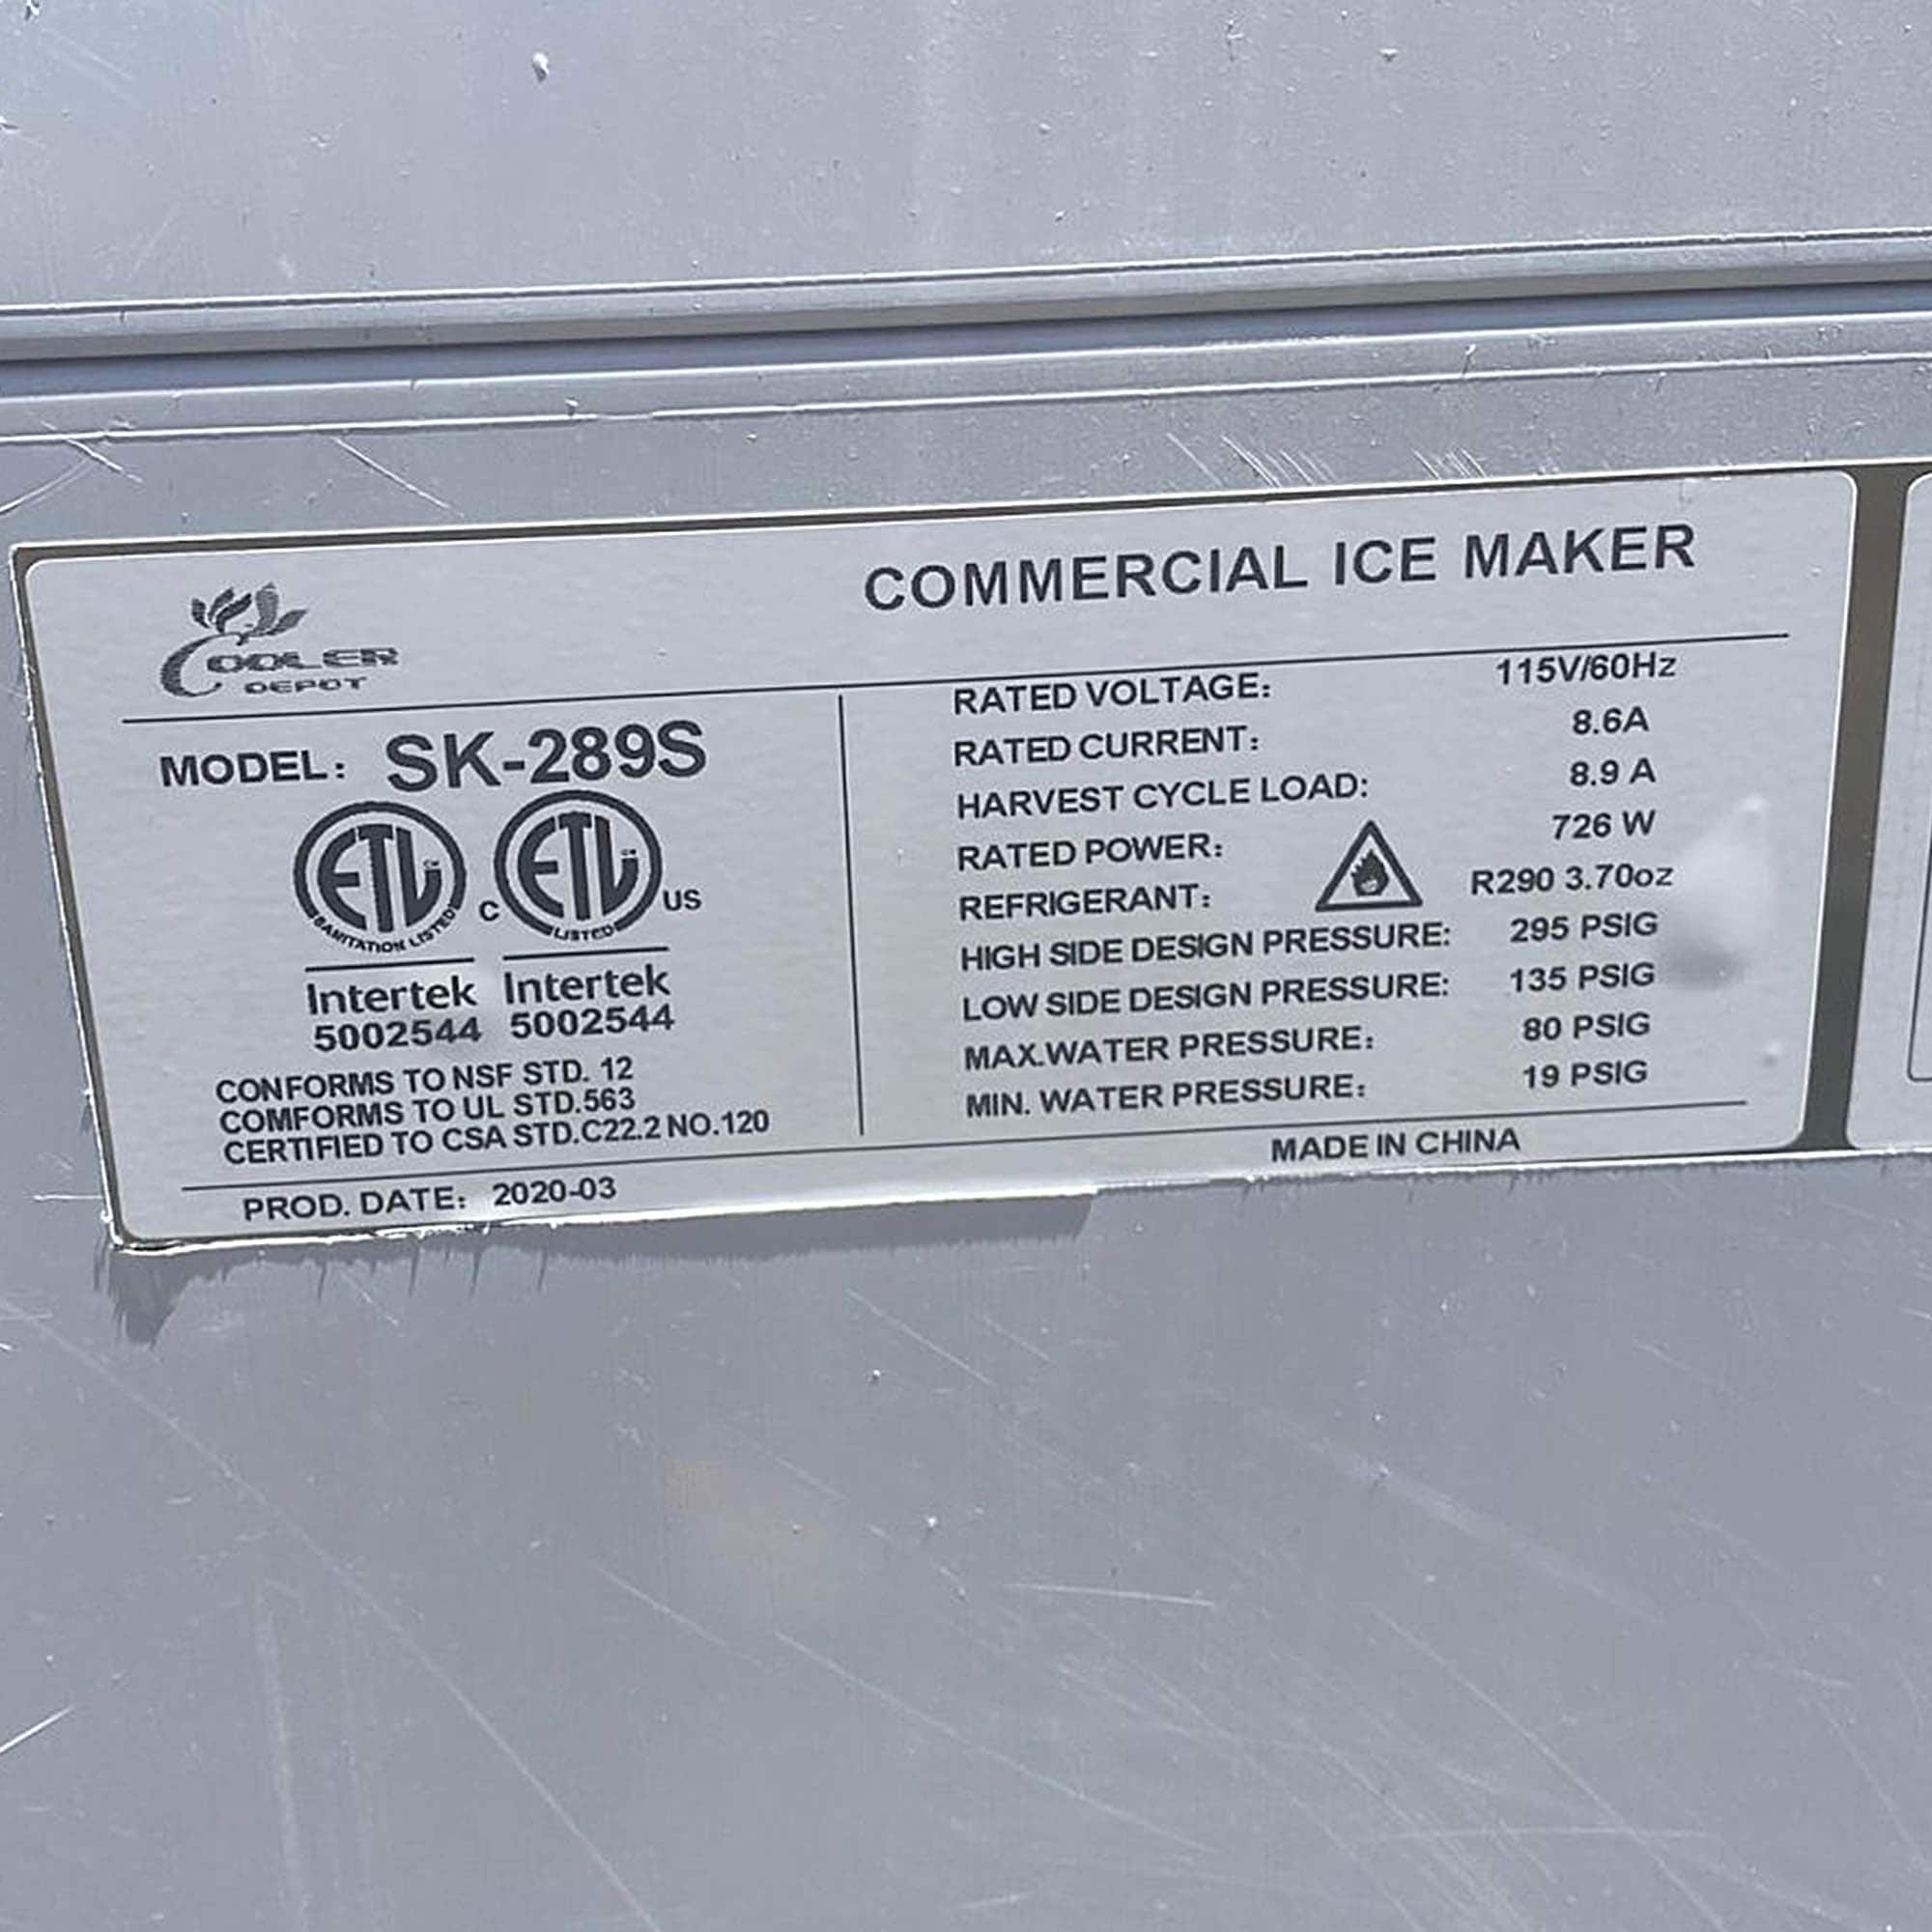 COOLER
DEPOT
COMMERCIAL ICE MAKER
MODEL: SK-289S
ETL CM
SANITATION LISTED
C ETL CM US
LISTED
Intertek Intertek
5002544 5002544
CONFORMS TO NSF STD. 12
COMFORMS TO UL STD.563
CERTIFIED TO CSA STD.C22.2 NO.120
RATED VOLTAGE: 115V/60Hz
RATED CURRENT: 8.6A
HARVEST CYCLE LOAD: 8.9 A
RATED POWER: 726 W
REFRIGERANT: R290 3.70oz
HIGH SIDE DESIGN PRESSURE: 295 PSIG
LOW SIDE DESIGN PRESSURE: 135 PSIG
MAX.WATER PRESSURE: 80 PSIG
MIN. WATER PRESSURE: 19 PSIG
PROD. DATE: 2020-03
MADE IN CHINA